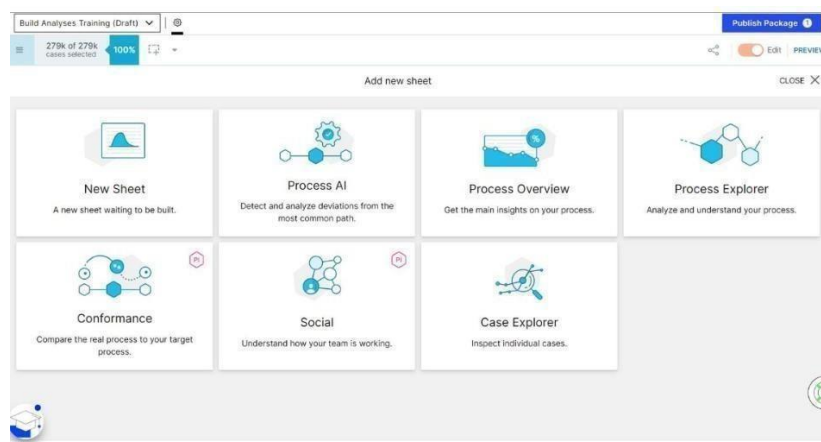 Build Analyses Training (Draft)
Publish Package 1
279k of 279k
cases selected
100%
Edit
PREVIEW
Add new sheet
CLOSE
%
New Sheet
A new sheet waiting to be built.
Process AI
Detect and analyze deviations from the
most common path.
Process Overview
Get the main insights on your process.
Process Explorer
Analyze and understand your process.
PI
Conformance
Compare the real process to your target
process.
PI
Social
Understand how your team is working.
Case Explorer
Inspect individual cases.